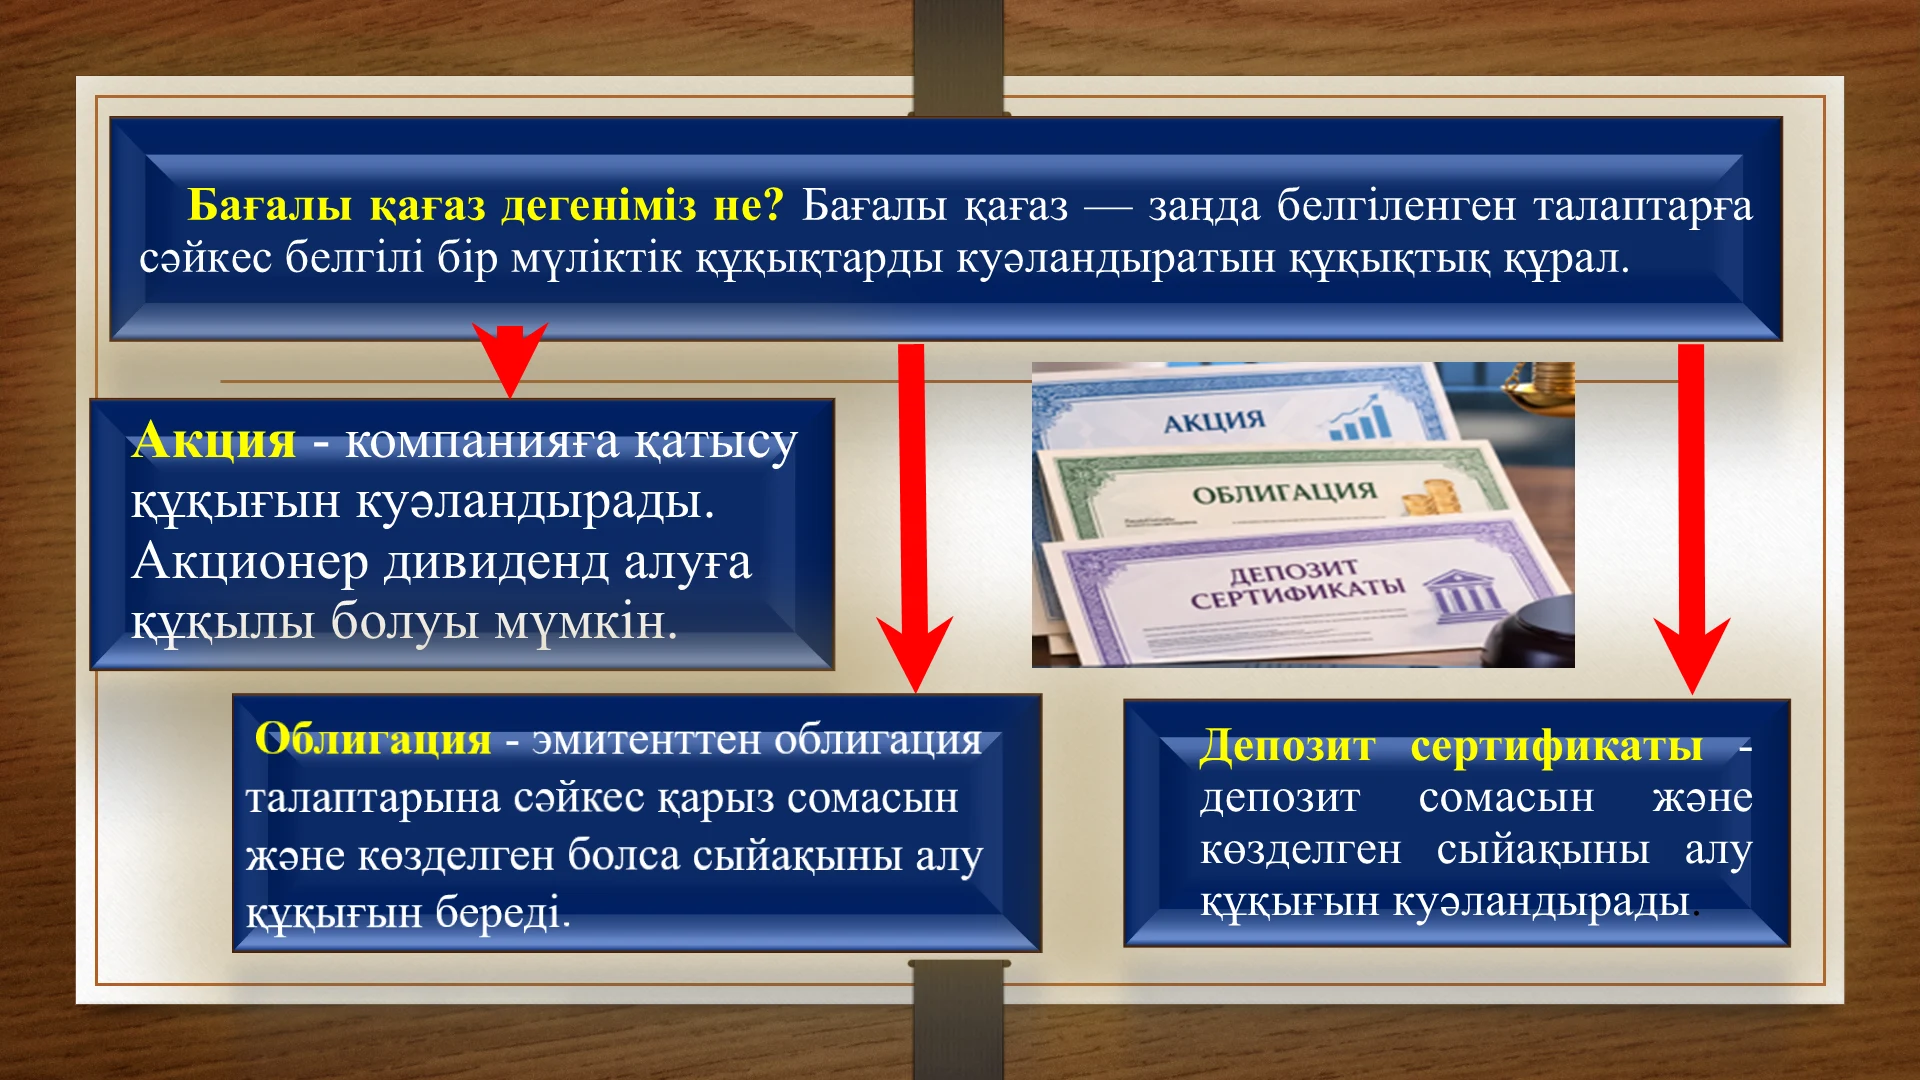 Бағалы қағаз дегеніміз не? Бағалы қағаз — заңда белгіленген талаптарға
сәйкес белгілі бір мүліктік құқықтарды куәландыратын құқықтық құрал.
Акция - компанияға қатысу
құқығын куәландырады.
Акционер дивиденд алуға
құқылы болуы мүмкін.
АКЦИЯ
ОБЛИГАЦИЯ
ДЕПОЗИТ
СЕРТИФИКАТЫ
Облигация - эмитенттен облигация
талаптарына сәйкес қарыз сомасын
және көзделген болса сыйақыны алу
құқығын береді.
Депозит сертификаты -
депозит сомасын және
көзделген сыйақыны алу
құқығын куәландырады.